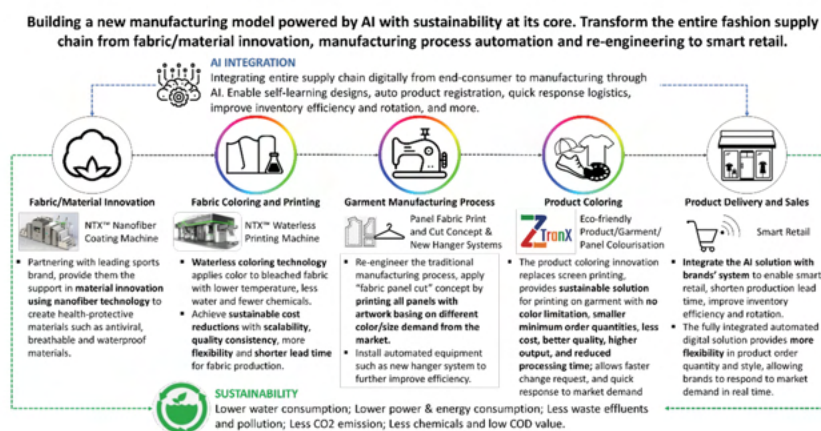 Building a new manufacturing model powered by AI with sustainability at its core. Transform the entire fashion supply
chain from fabric/material innovation, manufacturing process automation and re-engineering to smart retail.
AI INTEGRATION
Integrating entire supply chain digitally from end-consumer to manufacturing through
AI. Enable self-learning designs, auto product registration, quick response logistics,
improve inventory efficiency and rotation, and more.
Fabric/Material Innovation
NTX™ Nanofiber
Coating Machine
▪ Partnering with leading sports
brand, provide them the
support in material innovation
using nanofiber technology to
create health-protective
materials such as antiviral,
breathable and waterproof
materials.
Fabric Coloring and Printing
NTX™ Waterless
Printing Machine
▪ Waterless coloring technology
applies color to bleached fabric
with lower temperature, less
water and fewer chemicals.
▪ Achieve sustainable cost
reductions with scalability,
quality consistency, more
flexibility and shorter lead time
for fabric production.
Garment Manufacturing Process
Panel Fabric Print
and Cut Concept &
New Hanger Systems
▪ Re-engineer the traditional
manufacturing process, apply
“fabric panel cut” concept by
printing all panels with
artwork based on different
color/size demand from the
market.
▪ Install automated equipment
such as new hanger system to
further improve efficiency.
Product Coloring
ZTronX
Eco-friendly
Product/Garment/
Panel Colourisation
▪ The product coloring innovation
replaces screen printing,
provides sustainable solution
for printing on garment with no
color limitation, smaller
minimum order quantities, less
cost, better quality, higher
output, and reduced
processing time; allows faster
change request, and quick
response to market demand
Product Delivery and Sales
Smart Retail
▪ Integrate the AI solution with
brands’ system to enable smart
retail, shorten production lead
time, improve inventory
efficiency and rotation.
▪ The fully integrated automated
digital solution provides more
flexibility in product order
quantity and style, allowing
brands to respond to market
demand in real time.
SUSTAINABILITY
Lower water consumption; Lower power & energy consumption; Less waste effluents
and pollution; Less CO2 emission; Less chemicals and low COD value.